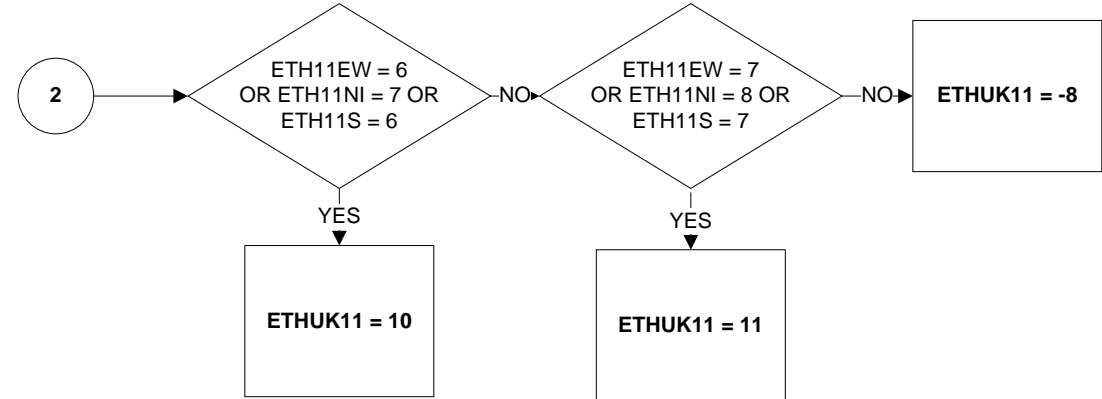 2
ETH11EW = 6
OR ETH11NI = 7 OR
ETH11S = 6
NO
ETH11EW = 7
OR ETH11NI = 8 OR
ETH11S = 7
NO
ETHUK11 = -8
YES
YES
ETHUK11 = 10
ETHUK11 = 11